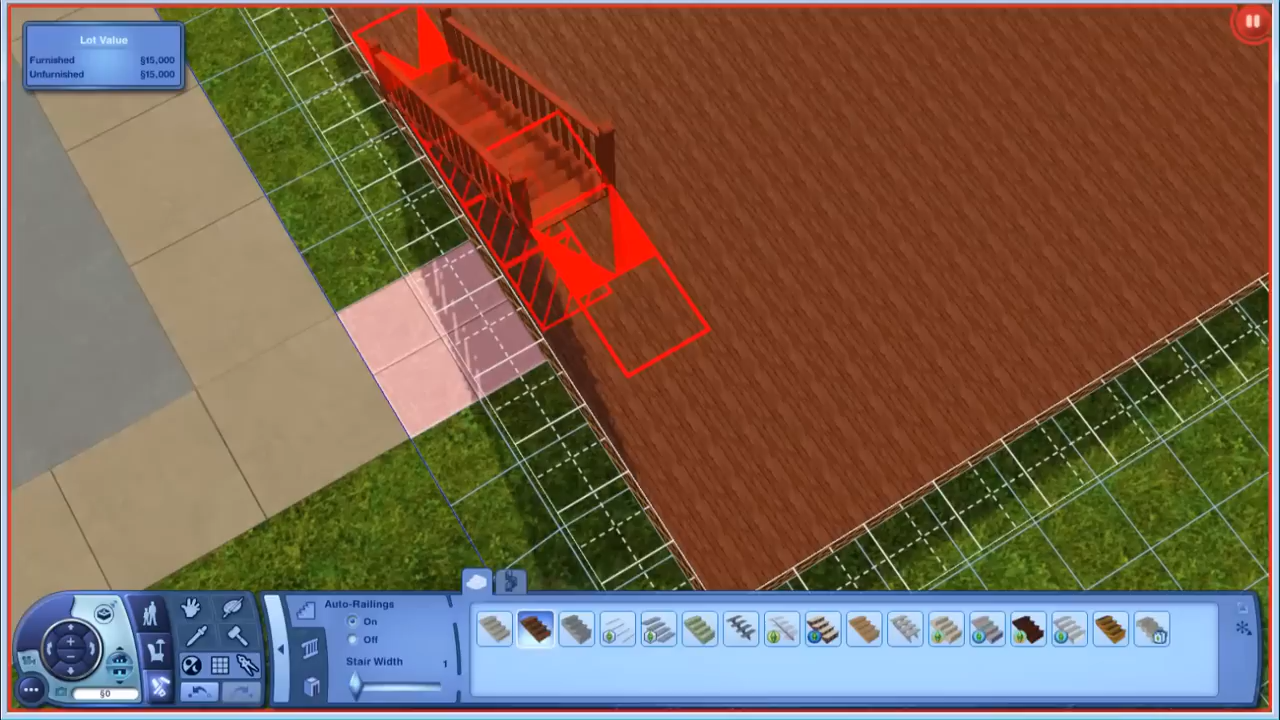 Lot Value
Furnished §15,000
Unfurnished §15,000
Auto-Railings
On
Off
Stair Width 1
§0